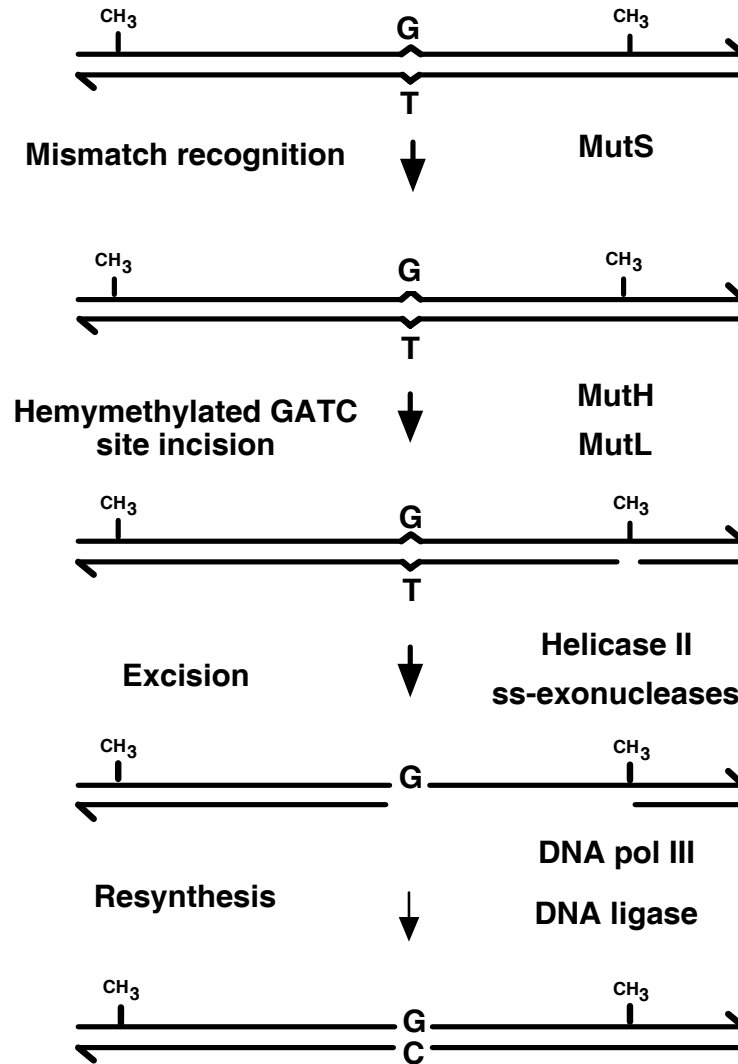 CH3 G CH3
T
Mismatch recognition MutS
CH3 G CH3
T
Hemymethylated GATC
site incision
MutH
MutL
CH3 G CH3
T
Excision
Helicase II
ss-exonucleases
CH3 G CH3
Resynthesis
DNA pol III
DNA ligase
CH3 G CH3
C